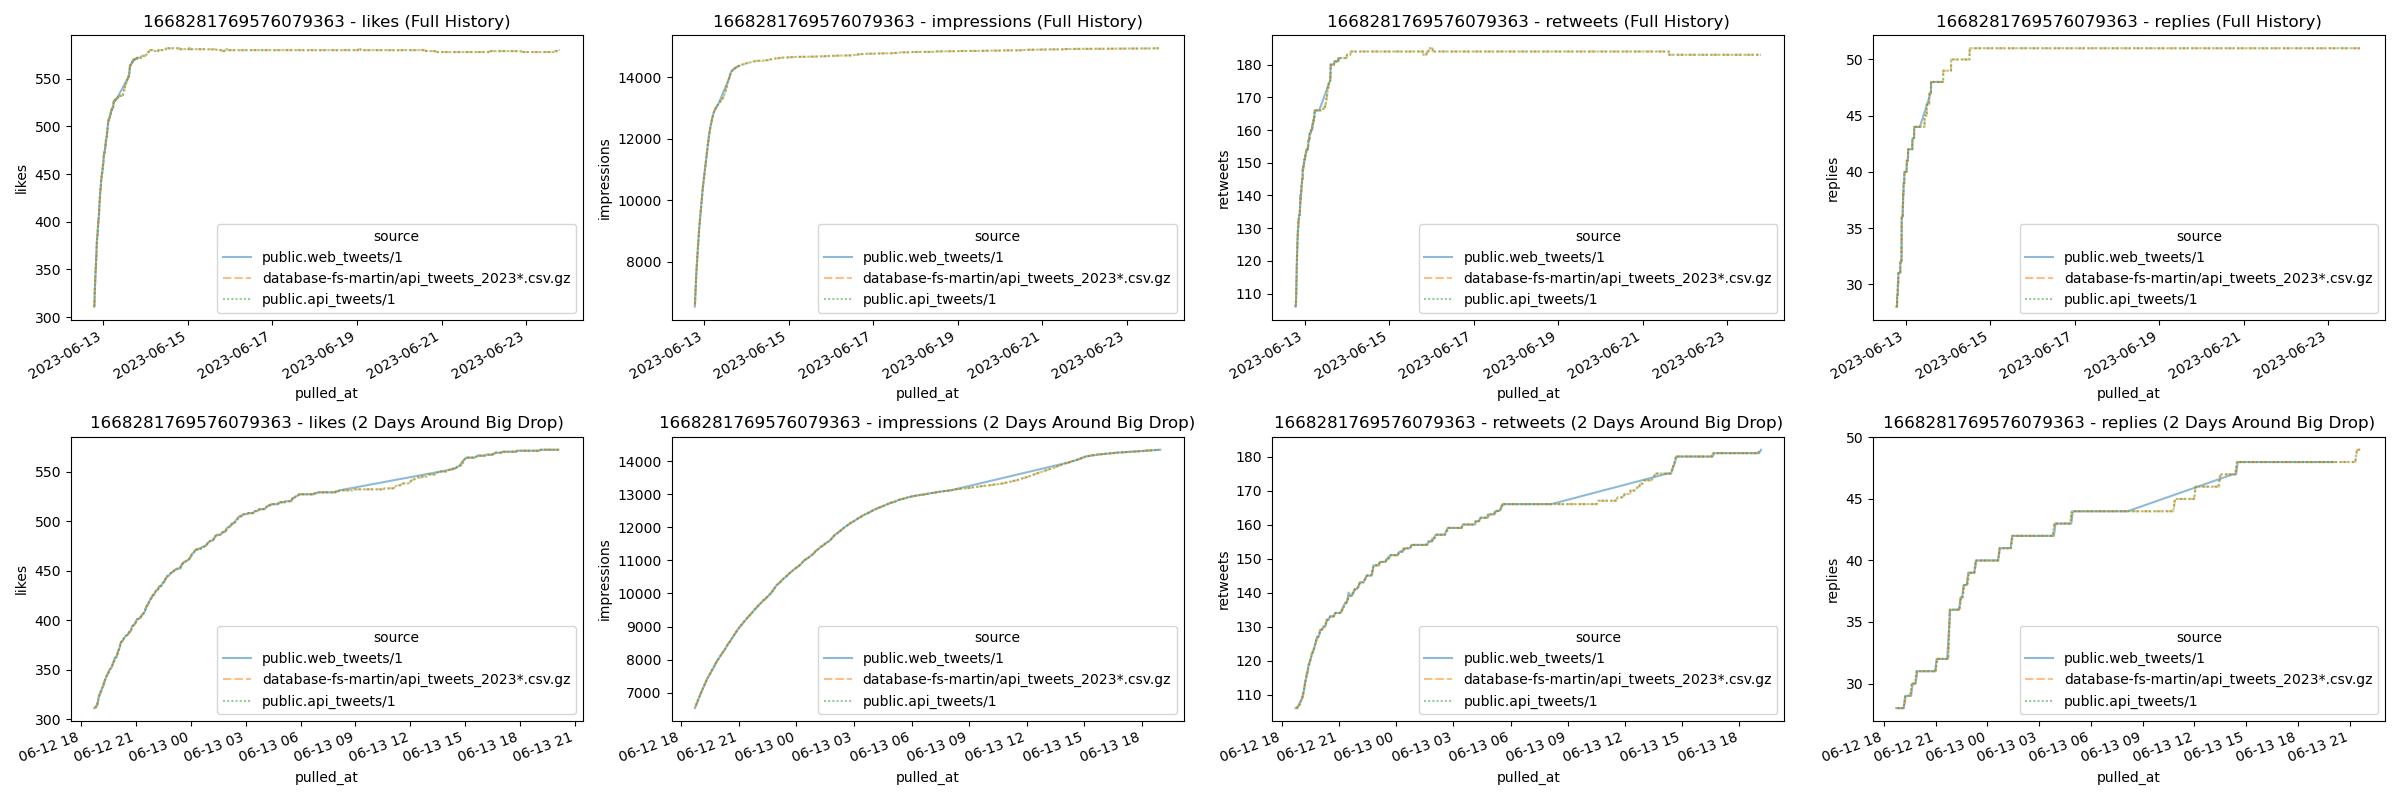 1668281769576079363 - likes (Full History)
550
500
450
400
350
300
likes
2023-06-13
2023-06-15
2023-06-17
2023-06-19
2023-06-21
2023-06-23
pulled_at
source
public.web_tweets/1
database-fs-martin/api_tweets_2023*.csv.gz
public.api_tweets/1
1668281769576079363 - impressions (Full History)
14000
12000
10000
8000
impressions
2023-06-13
2023-06-15
2023-06-17
2023-06-19
2023-06-21
2023-06-23
pulled_at
source
public.web_tweets/1
database-fs-martin/api_tweets_2023*.csv.gz
public.api_tweets/1
1668281769576079363 - retweets (Full History)
180
170
160
150
140
130
120
110
retweets
2023-06-13
2023-06-15
2023-06-17
2023-06-19
2023-06-21
2023-06-23
pulled_at
source
public.web_tweets/1
database-fs-martin/api_tweets_2023*.csv.gz
public.api_tweets/1
1668281769576079363 - replies (Full History)
50
45
40
35
30
replies
2023-06-13
2023-06-15
2023-06-17
2023-06-19
2023-06-21
2023-06-23
pulled_at
source
public.web_tweets/1
database-fs-martin/api_tweets_2023*.csv.gz
public.api_tweets/1
1668281769576079363 - likes (2 Days Around Big Drop)
550
500
450
400
350
300
likes
06-12 18
06-12 21
06-13 00
06-13 03
06-13 06
06-13 09
06-13 12
06-13 15
06-13 18
06-13 21
pulled_at
source
public.web_tweets/1
database-fs-martin/api_tweets_2023*.csv.gz
public.api_tweets/1
1668281769576079363 - impressions (2 Days Around Big Drop)
14000
13000
12000
11000
10000
9000
8000
7000
impressions
06-12 18
06-12 21
06-13 00
06-13 03
06-13 06
06-13 09
06-13 12
06-13 15
06-13 18
pulled_at
source
public.web_tweets/1
database-fs-martin/api_tweets_2023*.csv.gz
public.api_tweets/1
1668281769576079363 - retweets (2 Days Around Big Drop)
180
170
160
150
140
130
120
110
retweets
06-12 18
06-12 21
06-13 00
06-13 03
06-13 06
06-13 09
06-13 12
06-13 15
06-13 18
pulled_at
source
public.web_tweets/1
database-fs-martin/api_tweets_2023*.csv.gz
public.api_tweets/1
1668281769576079363 - replies (2 Days Around Big Drop)
50
45
40
35
30
replies
06-12 18
06-12 21
06-13 00
06-13 03
06-13 06
06-13 09
06-13 12
06-13 15
06-13 18
06-13 21
pulled_at
source
public.web_tweets/1
database-fs-martin/api_tweets_2023*.csv.gz
public.api_tweets/1